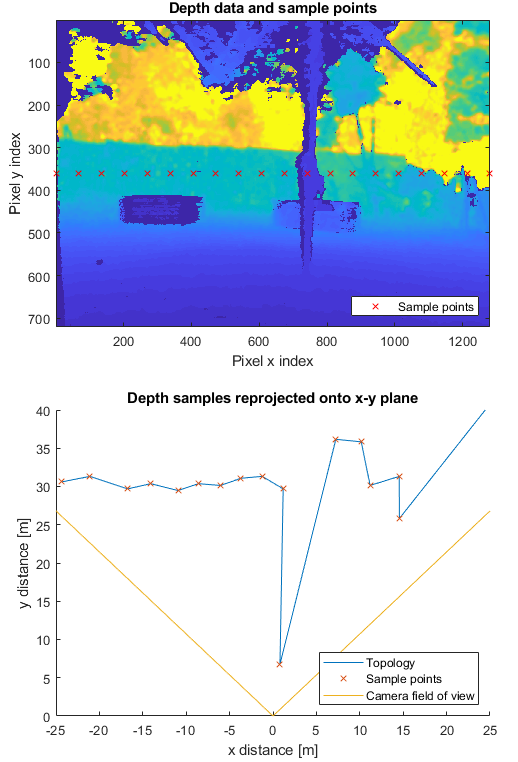 Depth data and sample points
100
200
300
400
500
600
700
Pixel y index
Sample points
200 400 600 800 1000 1200
Pixel x index
Depth samples reprojected onto x-y plane
40
35
30
25
20
15
10
5
0
y distance [m]
Topology
Sample points
Camera field of view
-25 -20 -15 -10 -5 0 5 10 15 20 25
x distance [m]